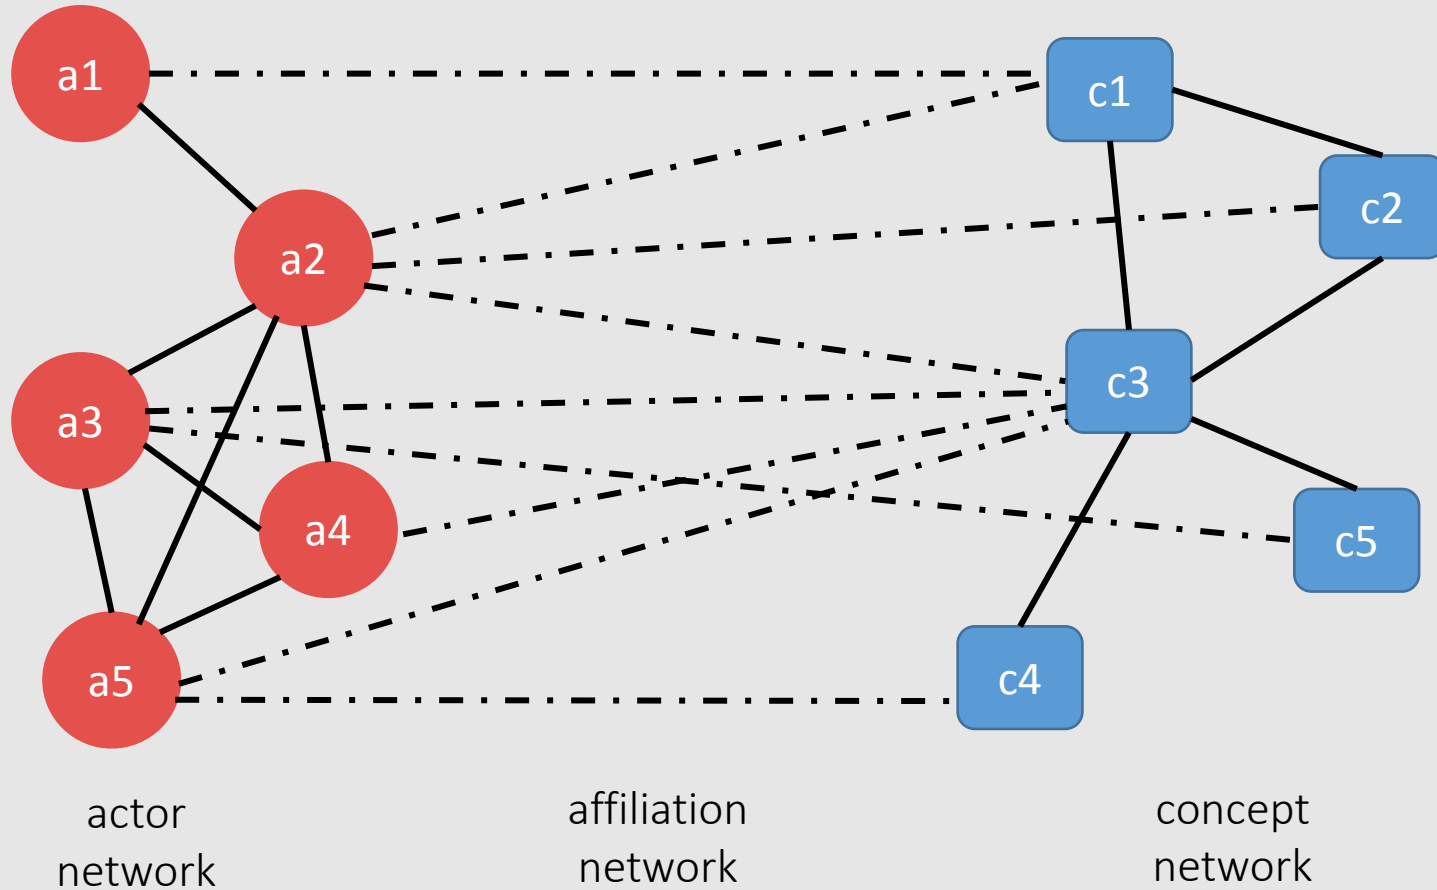 a1
c1
c2
a2
c3
a3
a4
c5
a5
c4
actor
network
affiliation
network
concept
network